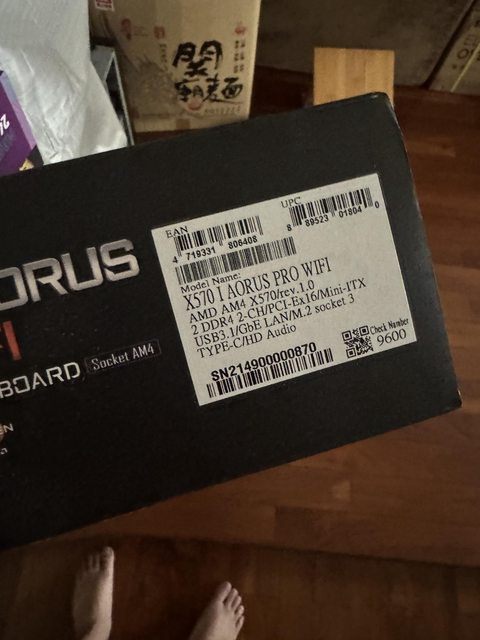 關
麵
AORUS
BOARD Socket AM4
EAN
4 719331 806408
UPC
8 89523 01804 0
Model Name:
X570 I AORUS PRO WIFI
AMD AM4 X570/rev.1.0
2 DDR4 2-CH/PCI-Ex16/Mini-ITX
USB3.1/GbE LAN/M.2 socket 3
TYPE-C/HD Audio
SN214900000870
Check Number
9600